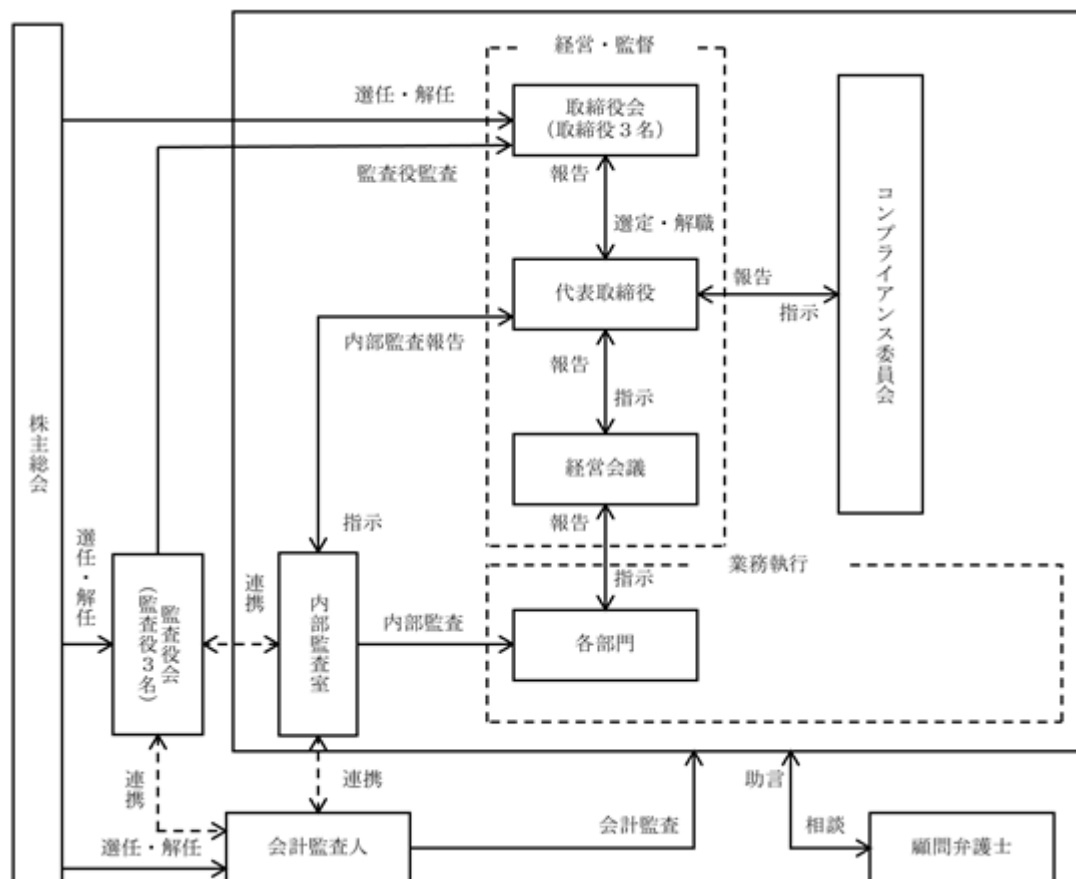 経営・監督
選任・解任
取締役会
（取締役３名）
監査役監査
報告
選定・解職
代表取締役
報告
指示
コンプライアンス委員会
内部監査報告
報告
指示
株主総会
経営会議
指示
報告
選任・解任
業務執行
連携
指示
監査役会
（監査役３名）
内部監査室
内部監査
各部門
連携
連携
助言
選任・解任
会計監査人
会計監査
相談
顧問弁護士